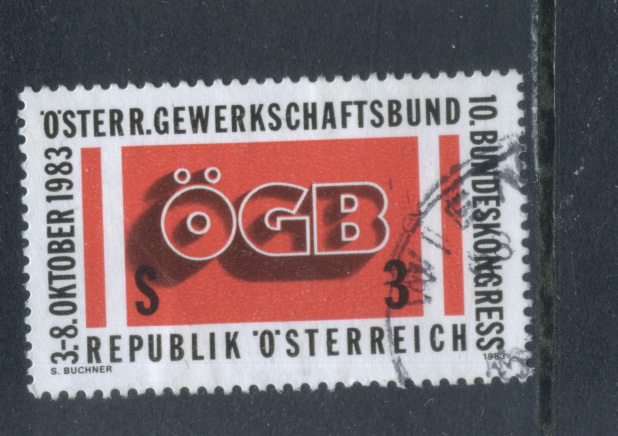 ÖSTERR.GEWERKSCHAFTSBUND
10. BUNDESKONGRESS
3-8. OKTOBER 1983
ÖGB
S 3
REPUBLIK ÖSTERREICH
S. BUCHNER
1983